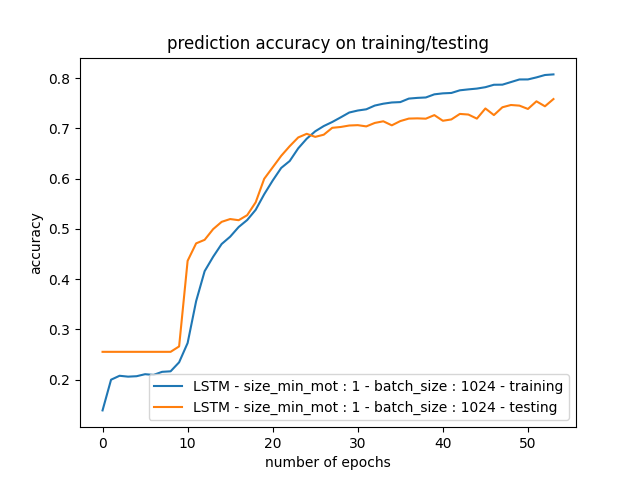 prediction accuracy on training/testing
accuracy
0.8
0.7
0.6
0.5
0.4
0.3
0.2
LSTM - size_min_mot : 1 - batch_size : 1024 - training
LSTM - size_min_mot : 1 - batch_size : 1024 - testing
0 10 20 30 40 50
number of epochs